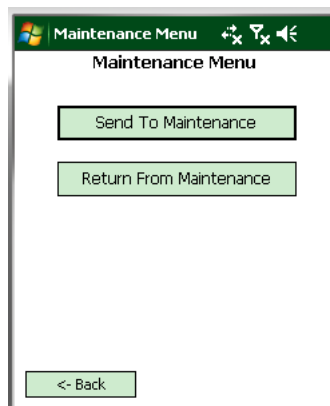 Maintenance Menu
Maintenance Menu
Send To Maintenance
Return From Maintenance
<- Back